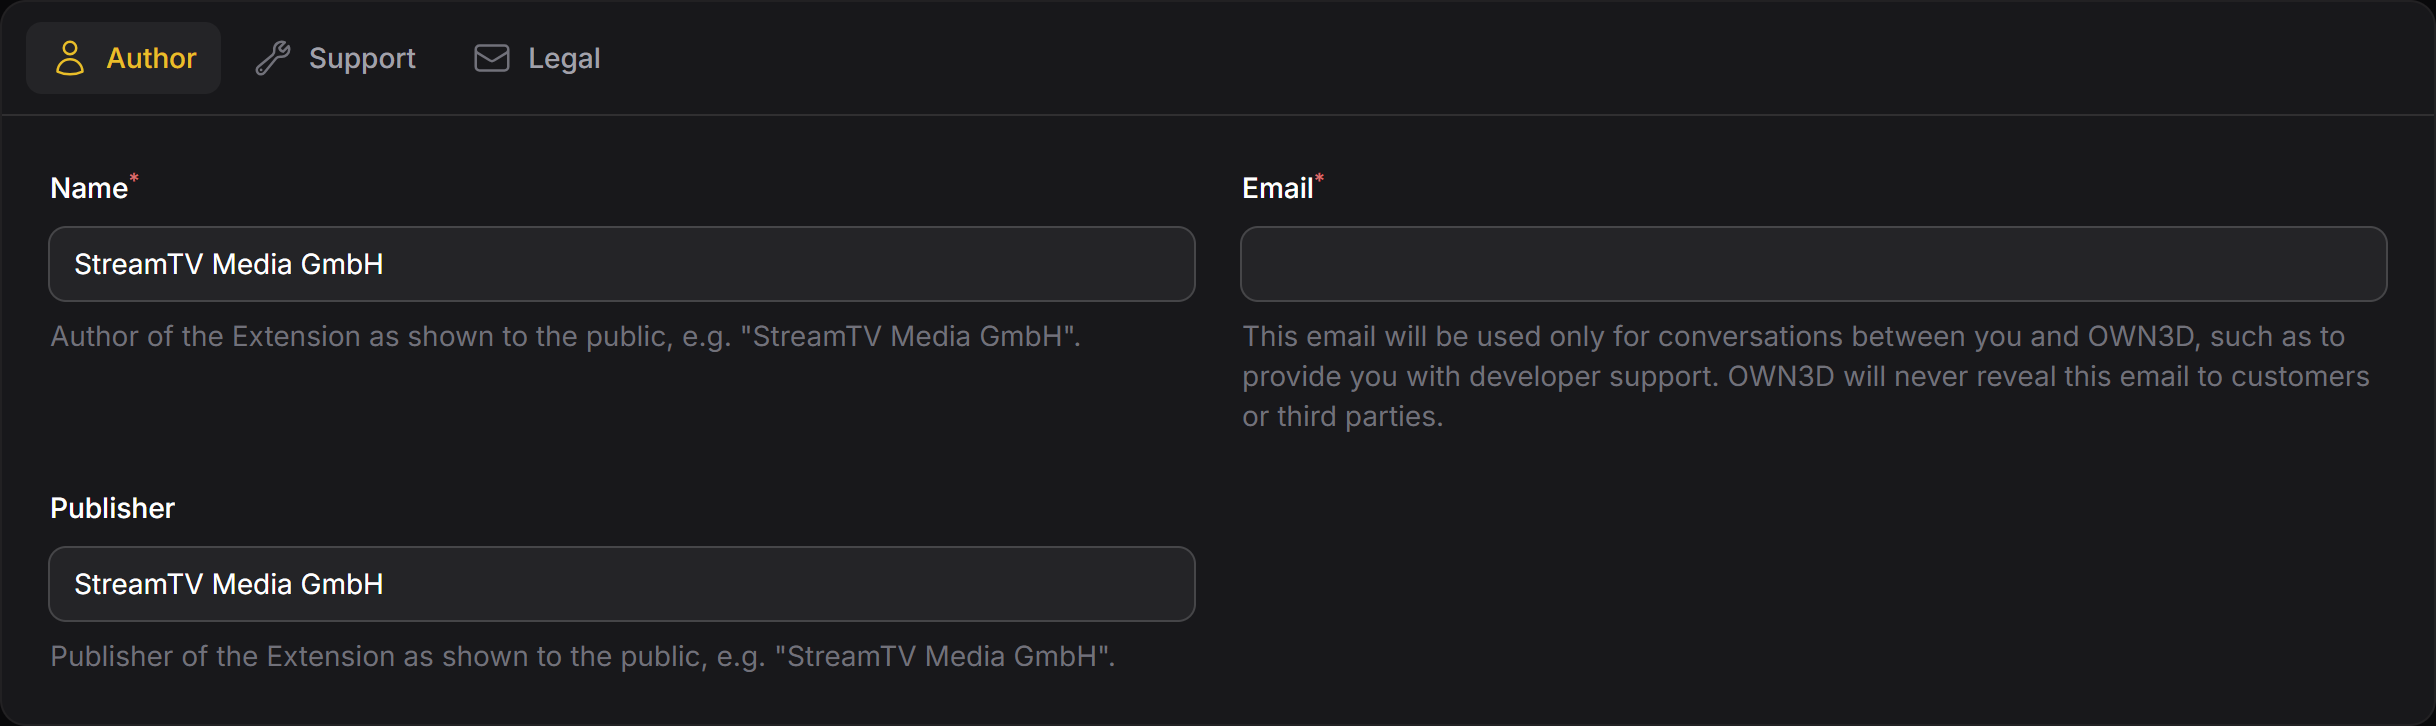 Author
Support
Legal
Name*
StreamTV Media GmbH
Author of the Extension as shown to the public, e.g. "StreamTV Media GmbH".
Email*
This email will be used only for conversations between you and OWN3D, such as to
provide you with developer support. OWN3D will never reveal this email to customers
or third parties.
Publisher
StreamTV Media GmbH
Publisher of the Extension as shown to the public, e.g. "StreamTV Media GmbH".